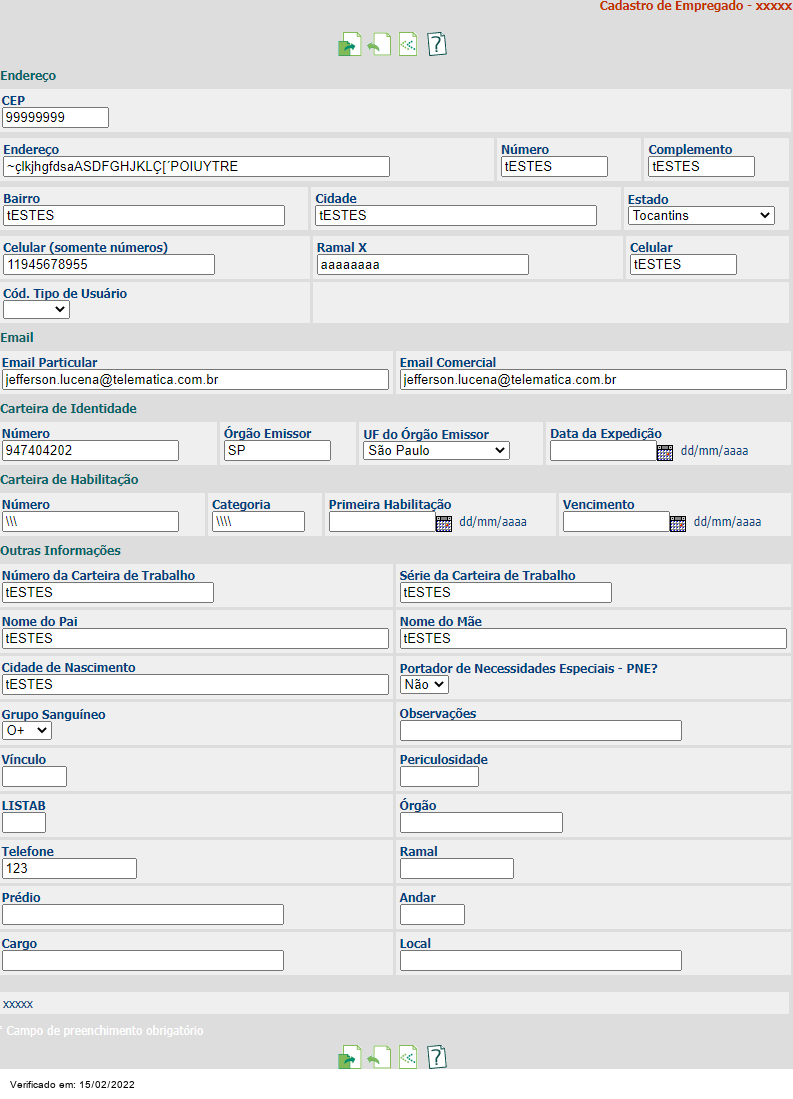 Cadastro de Empregado - xxxxx
Endereço
CEP
99999999
Endereço Número Complemento
~çlkjhgfdsaASDFGHJKLÇ[´POIUYTRE tESTES tESTES
Bairro Cidade Estado
tESTES tESTES Tocantins
Celular (somente números) Ramal X Celular
11945678955 aaaaaaaa tESTES
Cód. Tipo de Usuário
Email
Email Particular Email Comercial
jefferson.lucena@telematica.com.br jefferson.lucena@telematica.com.br
Carteira de Identidade
Número Órgão Emissor UF do Órgão Emissor Data da Expedição
947404202 SP São Paulo dd/mm/aaaa
Carteira de Habilitação
Número Categoria Primeira Habilitação Vencimento
\\\ \\\\ dd/mm/aaaa dd/mm/aaaa
Outras Informações
Número da Carteira de Trabalho Série da Carteira de Trabalho
tESTES tESTES
Nome do Pai Nome do Mãe
tESTES tESTES
Cidade de Nascimento Portador de Necessidades Especiais - PNE?
tESTES Não
Grupo Sanguíneo Observações
O+
Vínculo Periculosidade
LISTAB Órgão
Telefone Ramal
123
Prédio Andar
Cargo Local
xxxxx
* Campo de preenchimento obrigatório
Verificado em: 15/02/2022